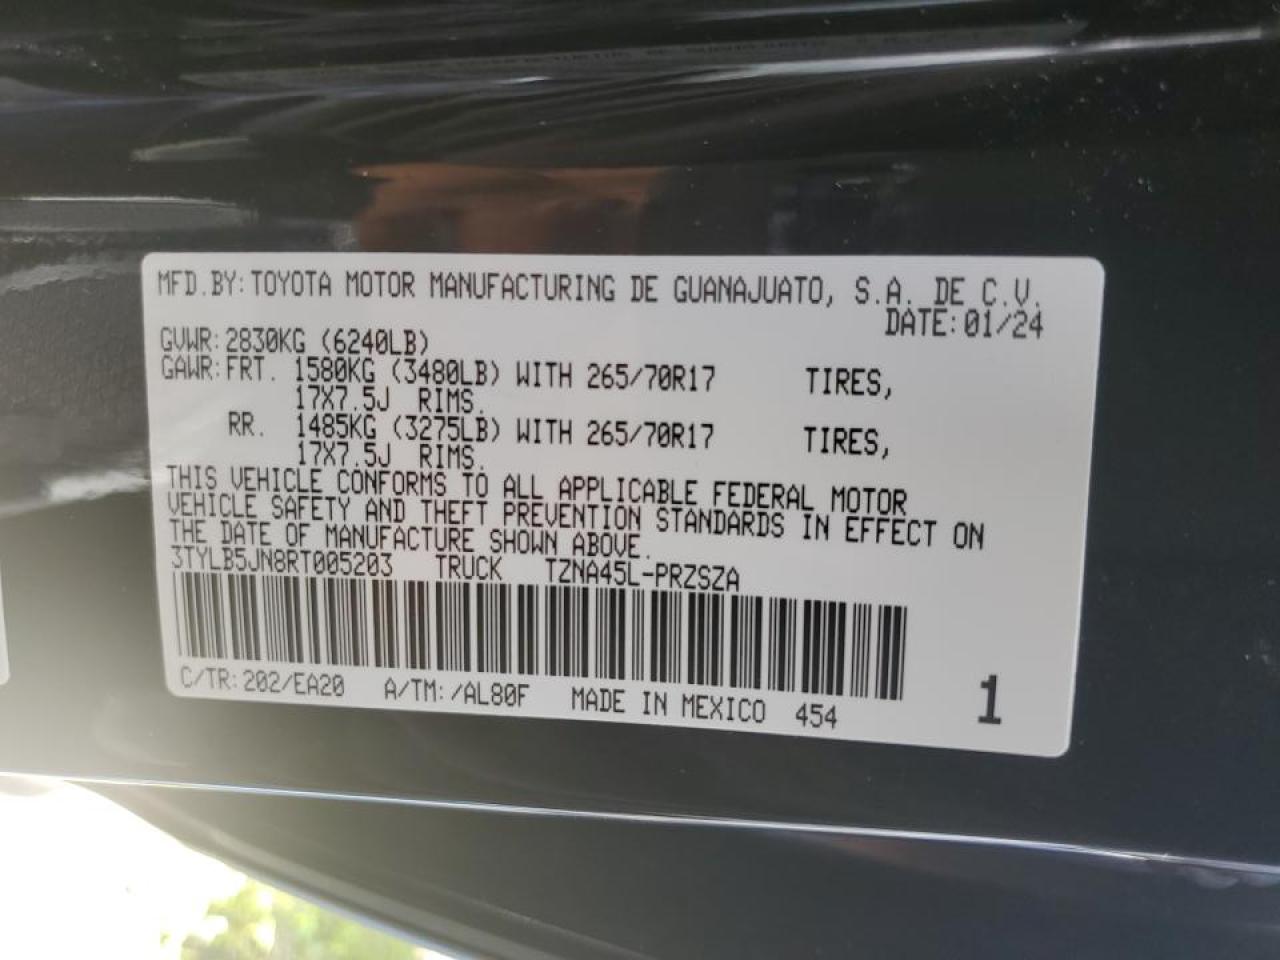 MFD.BY:TOYOTA MOTOR MANUFACTURING DE GUANAJUATO, S.A. DE C.V.
DATE:01/24
GVWR:2830KG (6240LB)
GAWR:FRT. 1580KG (3480LB) WITH 265/70R17 TIRES,
17X7.5J RIMS.
RR. 1485KG (3275LB) WITH 265/70R17 TIRES,
17X7.5J RIMS.
THIS VEHICLE CONFORMS TO ALL APPLICABLE FEDERAL MOTOR
VEHICLE SAFETY AND THEFT PREVENTION STANDARDS IN EFFECT ON
THE DATE OF MANUFACTURE SHOWN ABOVE.
3TYLB5JN8RT005203 TRUCK TZNA45L-PRZSZA
C/TR:202/EA20 A/TM:/AL80F MADE IN MEXICO 454
1